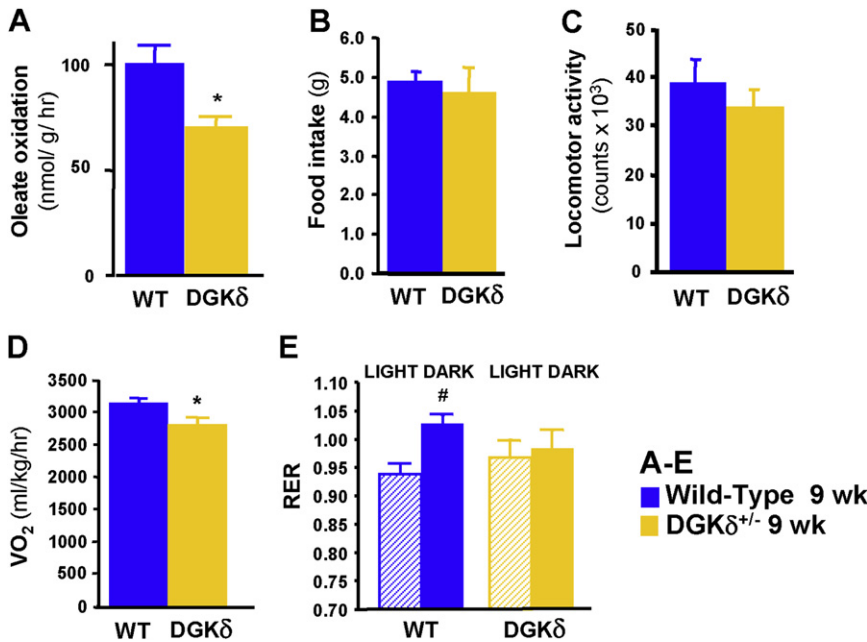 A
Oleate oxidation
(nmol/ g/ hr)
100
50
0
*
WT DGKδ
B
Food intake (g)
6.0
5.0
4.0
3.0
2.0
1.0
0.0
WT DGKδ
C
Locomotor activity
(counts x 10³)
50
40
30
20
10
0
WT DGKδ
D
VO₂ (ml/kg/hr)
3500
3000
2500
2000
1500
1000
500
0
*
WT DGKδ
E
LIGHT DARK LIGHT DARK
#
RER
1.10
1.05
1.00
0.95
0.90
0.85
0.80
0.75
0.70
WT DGKδ
A-E
Wild-Type 9 wk
DGKδ⁺/⁻ 9 wk